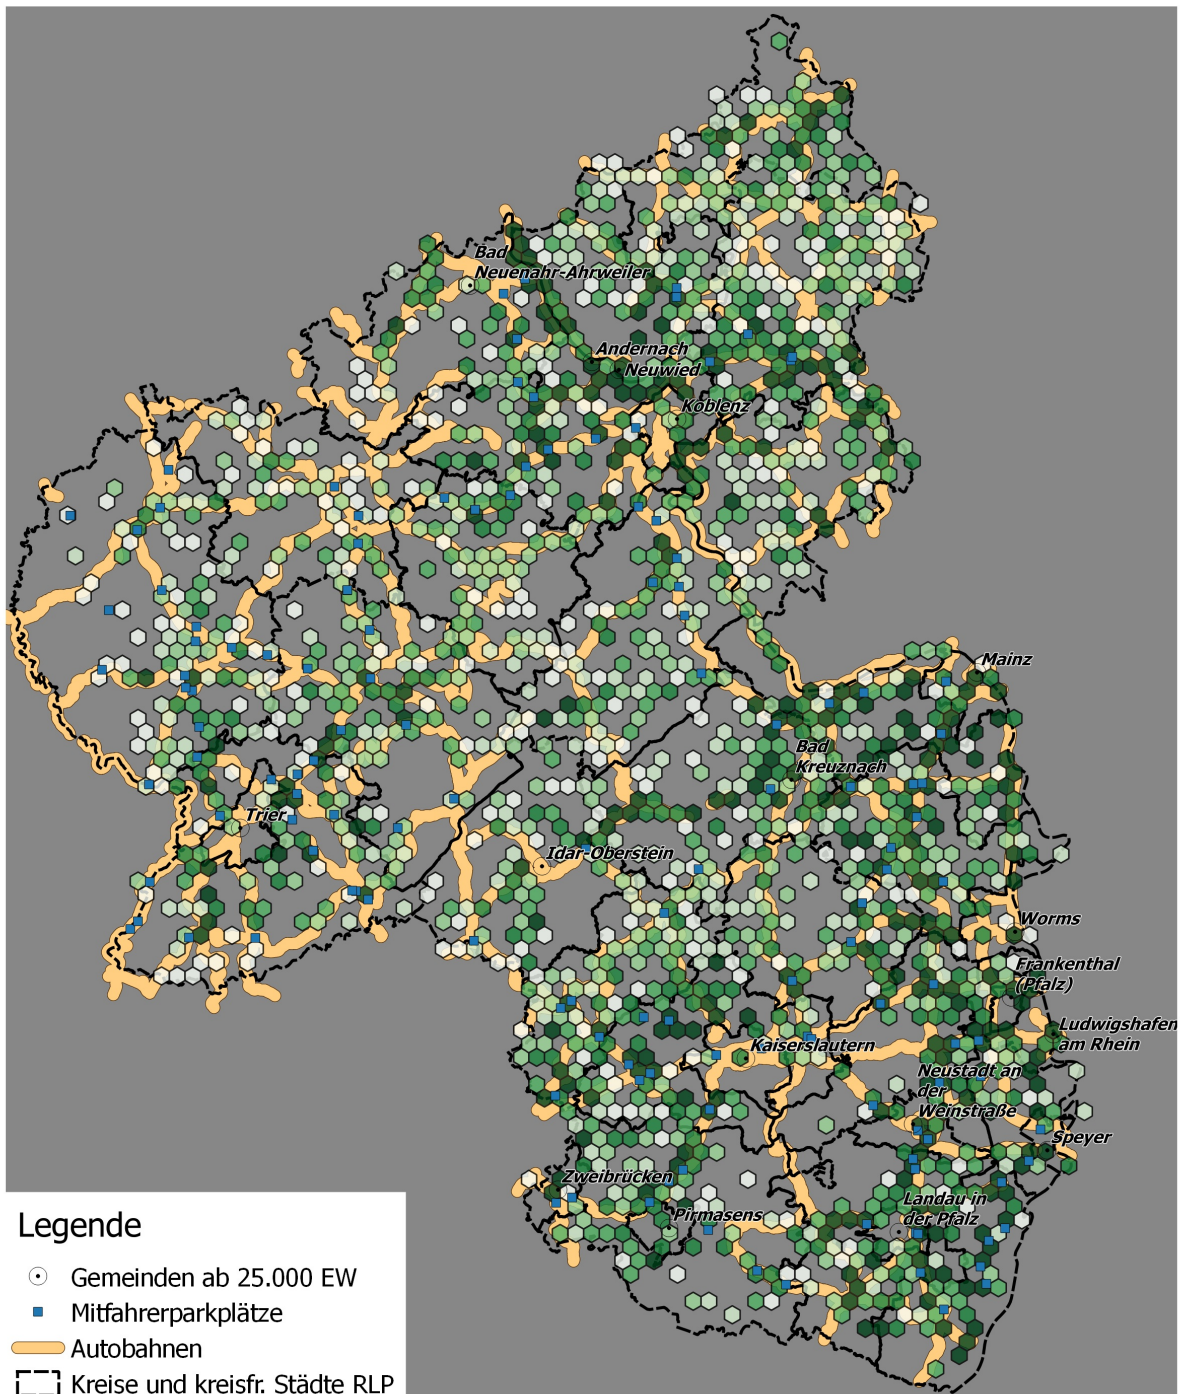 Bad
Neuenahr-Ahrweiler
Andernach
Neuwied
Koblenz
Mainz
Bad
Kreuznach
Trier
Idar-Oberstein
Worms
Frankenthal
(Pfalz)
Ludwigshafen
am Rhein
Kaiserslautern
Neustadt an
der
Weinstraße
Speyer
Zweibrücken
Landau in
der Pfalz
Pirmasens
Legende
Gemeinden ab 25.000 EW
Mitfahrerparkplätze
Autobahnen
Kreise und kreisfr. Städte RLP